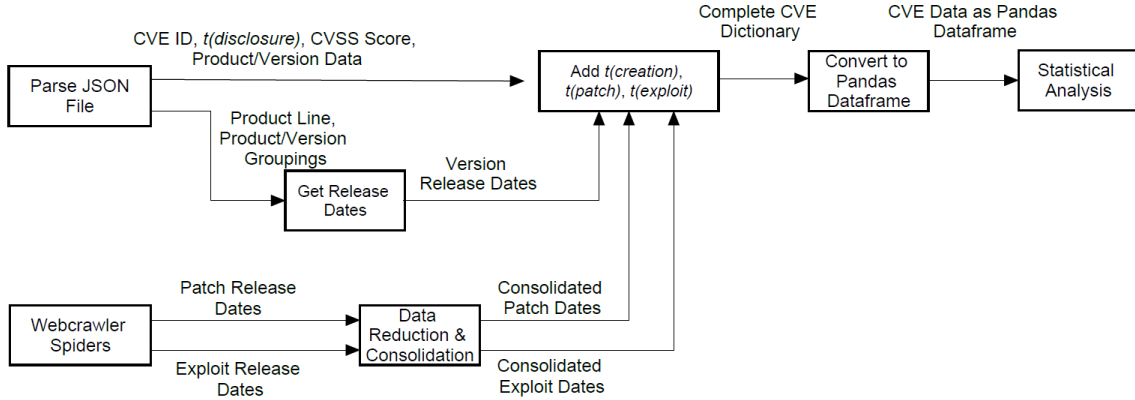 CVE ID, t(disclosure), CVSS Score,
Product/Version Data
Complete CVE
Dictionary
CVE Data as Pandas
Dataframe
Parse JSON
File
Add t(creation),
t(patch), t(exploit)
Convert to
Pandas
Dataframe
Statistical
Analysis
Product Line,
Product/Version
Groupings
Version
Release Dates
Get Release
Dates
Patch Release
Dates
Consolidated
Patch Dates
Webcrawler
Spiders
Data
Reduction &
Consolidation
Exploit Release
Dates
Consolidated
Exploit Dates